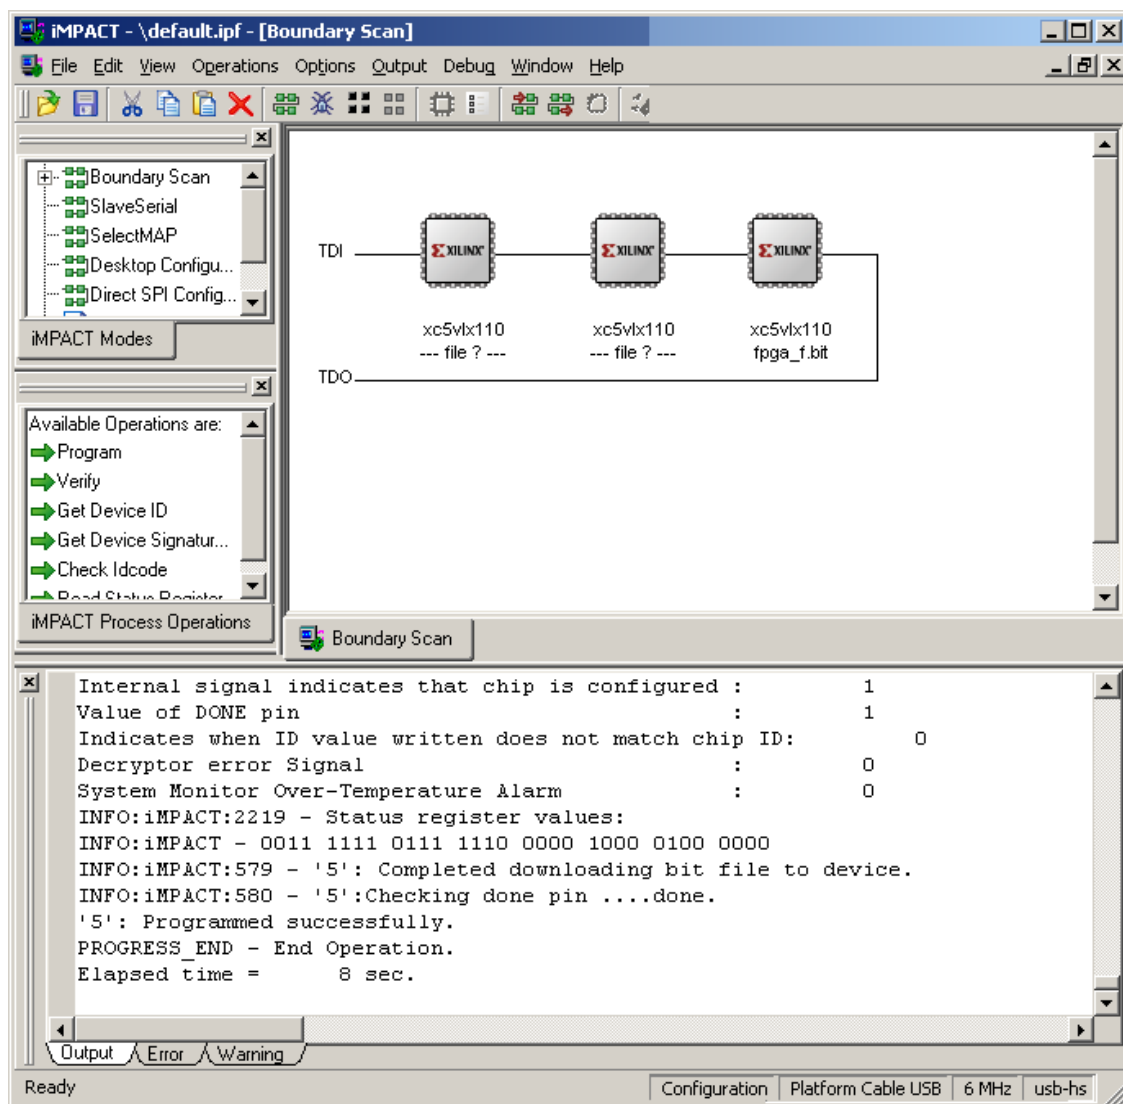 iMPACT - \default.ipf - [Boundary Scan]
File Edit View Operations Options Output Debug Window Help
Boundary Scan
SlaveSerial
SelectMAP
Desktop Configu...
Direct SPI Config...
iMPACT Modes
TDI
XILINX XILINX XILINX
xc5vlx110 xc5vlx110 xc5vlx110
--- file ? --- --- file ? --- fpga_f.bit
TDO
Available Operations are:
Program
Verify
Get Device ID
Get Device Signatur...
Check Idcode
Read Status Register
iMPACT Process Operations
Boundary Scan
Internal signal indicates that chip is configured : 1
Value of DONE pin : 1
Indicates when ID value written does not match chip ID: 0
Decryptor error Signal : 0
System Monitor Over-Temperature Alarm : 0
INFO:iMPACT:2219 - Status register values:
INFO:iMPACT - 0011 1111 0111 1110 0000 1000 0100 0000
INFO:iMPACT:579 - '5': Completed downloading bit file to device.
INFO:iMPACT:580 - '5':Checking done pin ....done.
'5': Programmed successfully.
PROGRESS_END - End Operation.
Elapsed time = 8 sec.
Output Error Warning
Ready Configuration Platform Cable USB 6 MHz usb-hs